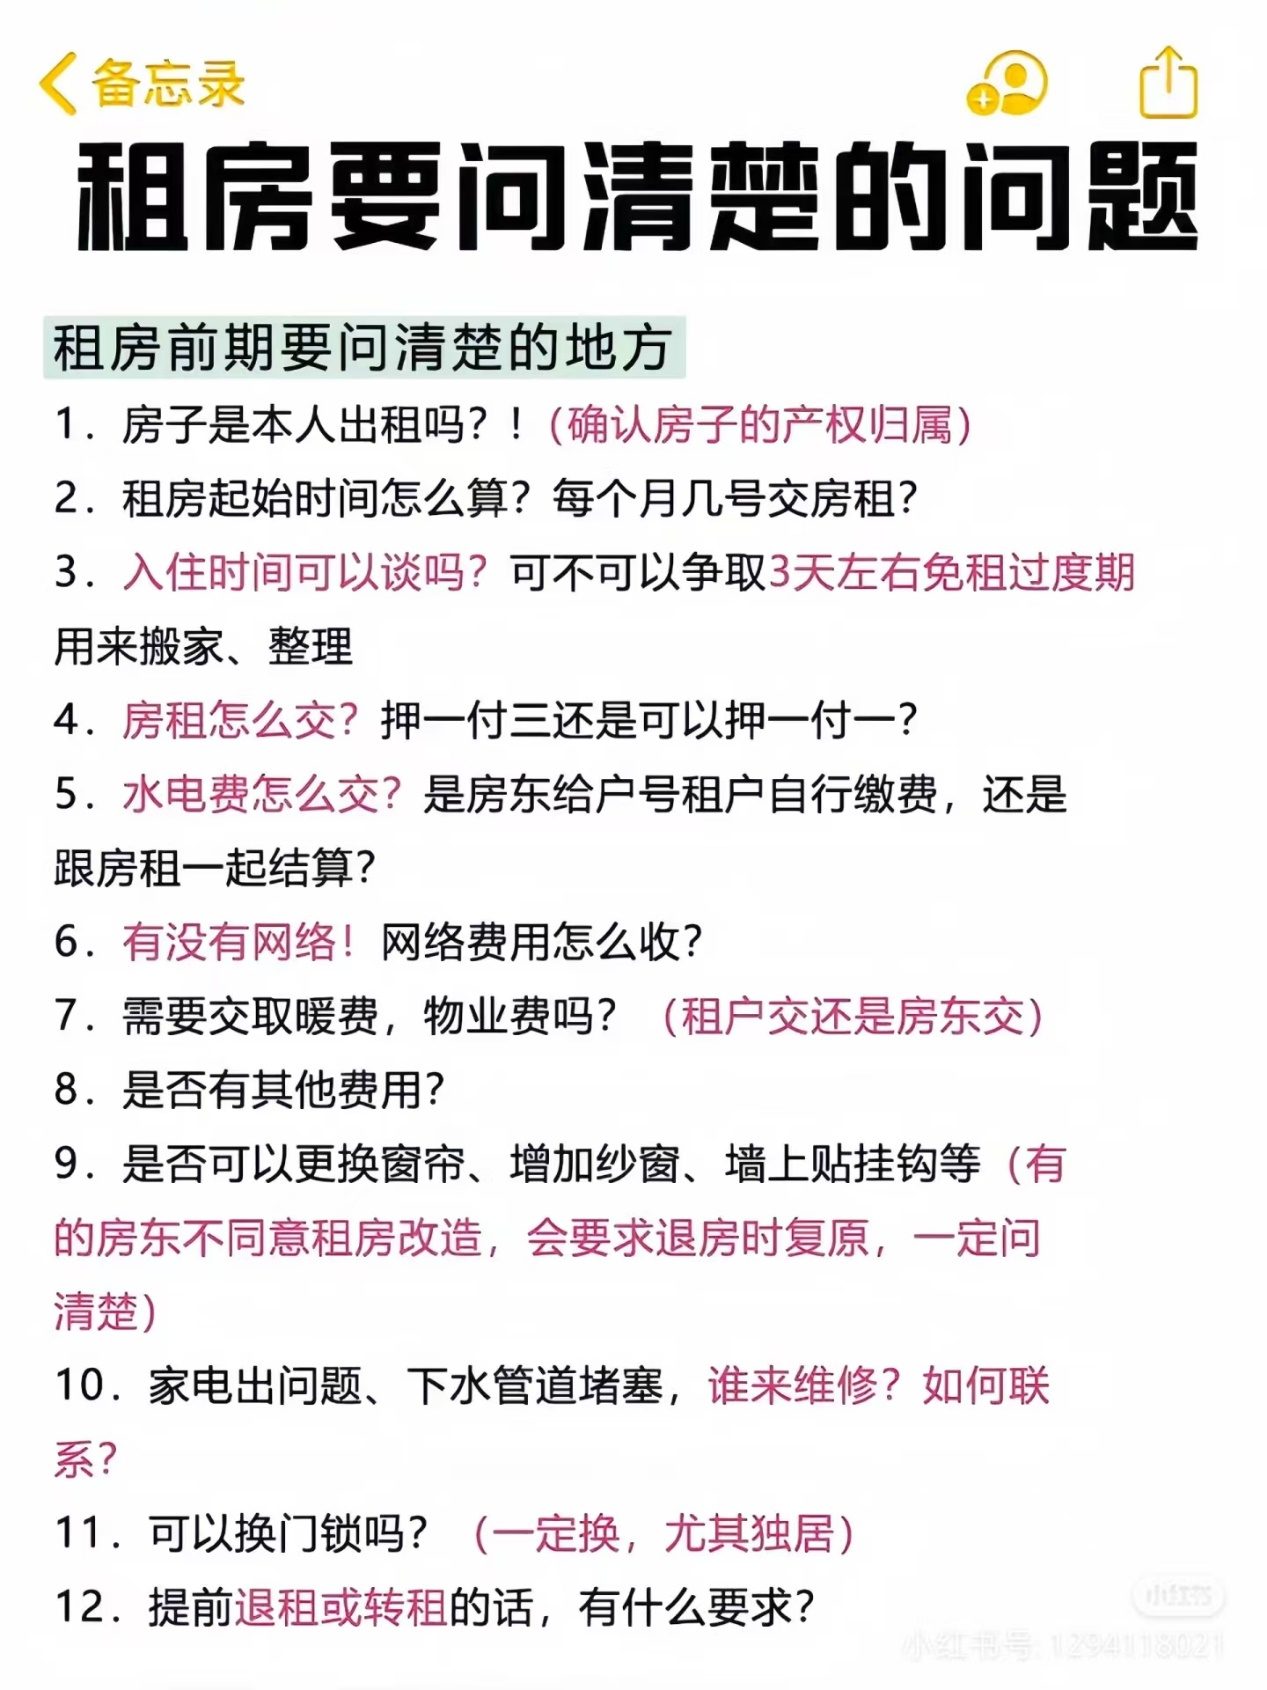 备忘录
租房要问清楚的问题
租房前期要问清楚的地方
1. 房子是本人出租吗？！（确认房子的产权归属）
2. 租房起始时间怎么算？每个月几号交房租？
3. 入住时间可以谈吗？可不可以争取3天左右免租过度期
用来搬家、整理
4. 房租怎么交？押一付三还是可以押一付一？
5. 水电费怎么交？是房东给户号租户自行缴费，还是
跟房租一起结算？
6. 有没有网络！网络费用怎么收？
7. 需要交取暖费，物业费吗？（租户交还是房东交）
8. 是否有其他费用？
9. 是否可以更换窗帘、增加纱窗、墙上贴挂钩等（有
的房东不同意租房改造，会要求退房时复原，一定问
清楚）
10. 家电出问题、下水管道堵塞，谁来维修？如何联
系？
11. 可以换门锁吗？（一定换，尤其独居）
12. 提前退租或转租的话，有什么要求？
小红书
小红书号: 1294118021